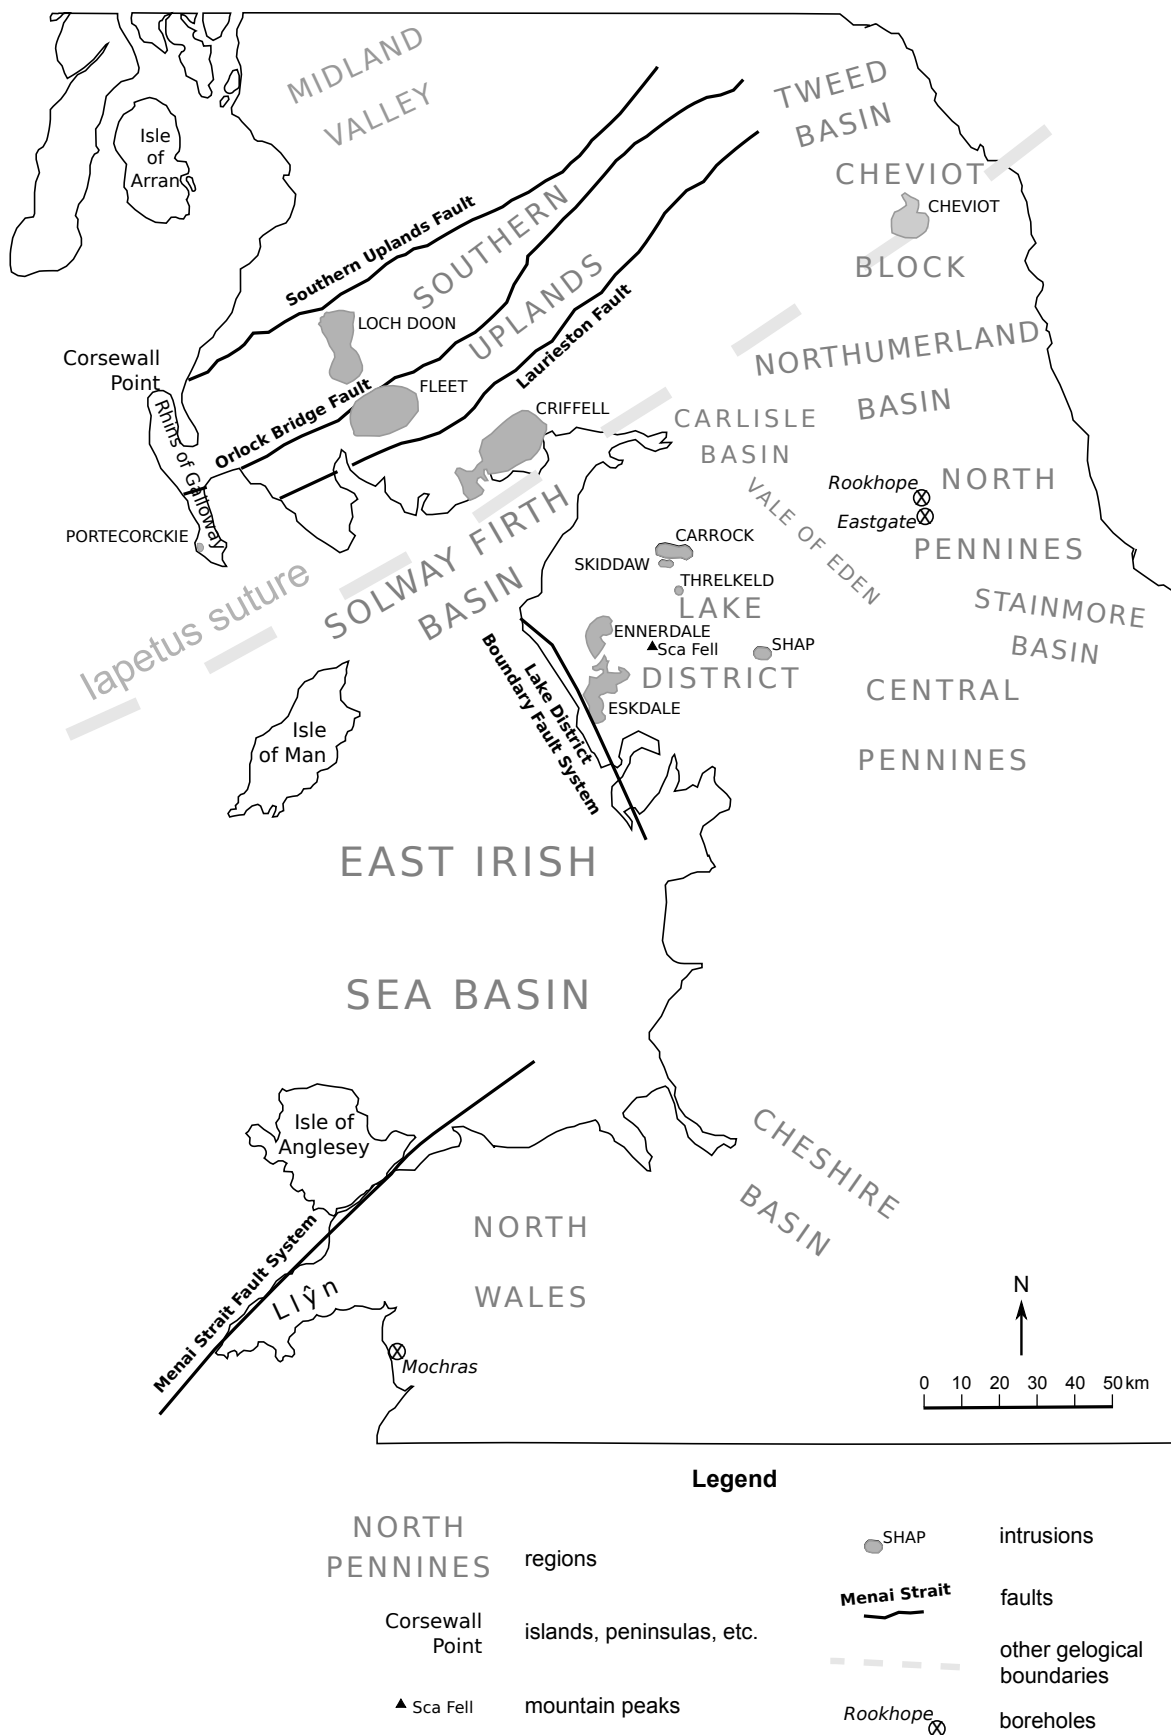 MIDLAND
VALLEY
TWEED
BASIN
Isle
of
Arran
CHEVIOT
CHEVIOT
BLOCK
Southern Uplands Fault
SOUTHERN
UPLANDS
LOCH DOON
Laurieston Fault
NORTHUMERLAND
BASIN
Corsewall
Point
Rhins of Galloway
Orlock Bridge Fault
FLEET
CRIFFELL
CARLISLE
BASIN
NORTH
PENNINES
Rookhope
Eastgate
VALE OF EDEN
PORTECORCKIE
CARROCK
SKIDDAW
THRELKELD
LAKE
DISTRICT
STAINMORE
BASIN
Iapetus suture
SOLWAY FIRTH
BASIN
ENNERDALE
Sca Fell
SHAP
ESKDALE
Lake District
Boundary Fault System
CENTRAL
PENNINES
Isle
of Man
EAST IRISH
SEA BASIN
Isle of
Anglesey
CHESHIRE
BASIN
NORTH
WALES
Menai Strait Fault System
Llŷn
Mochras
N
0 10 20 30 40 50 km
Legend
NORTH
PENNINES
regions
Corsewall
Point
islands, peninsulas, etc.
Sca Fell
mountain peaks
SHAP
intrusions
Menai Strait
faults
other gelological
boundaries
Rookhope
boreholes